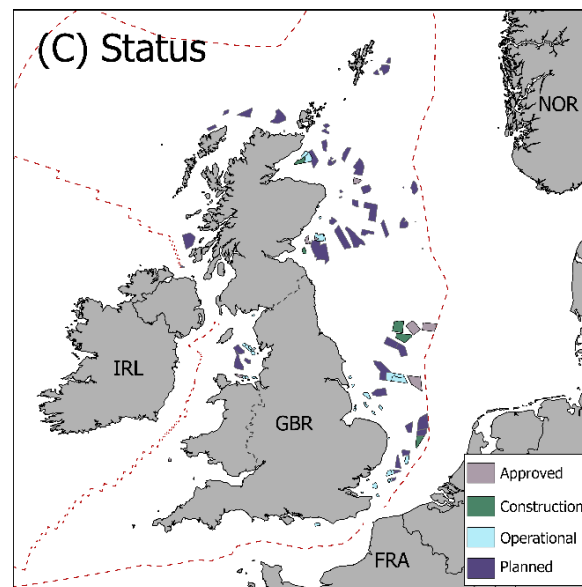 (C) Status
NOR
IRL
GBR
FRA
Approved
Construction
Operational
Planned